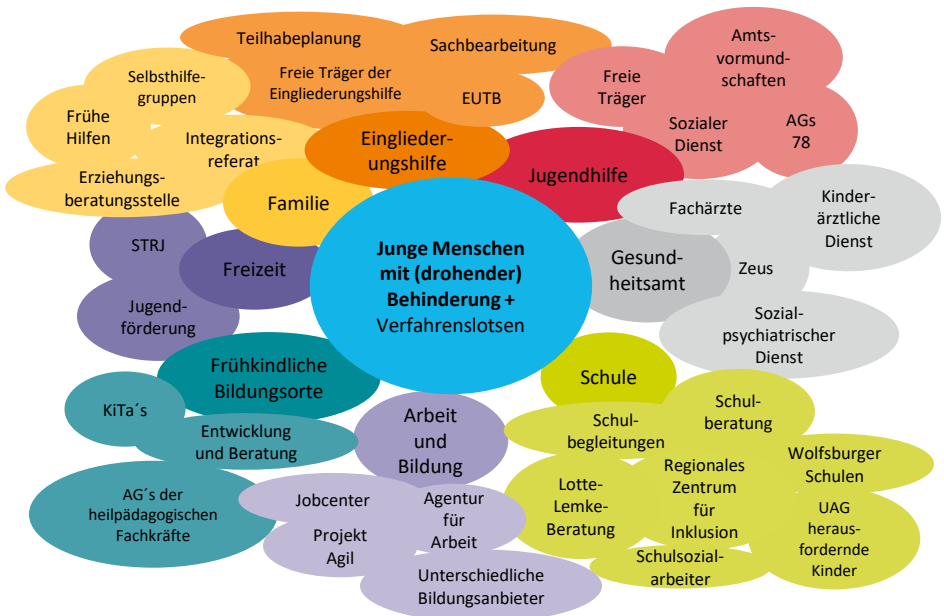 Teilhabeplanung
Sachbearbeitung
Freie Träger der
Eingliederungshilfe
EUTB
Eingliede-
rungshilfe
Amts-
vormund-
schaften
Freie
Träger
Sozialer
Dienst
AGs
78
Jugendhilfe
Selbsthilfe-
gruppen
Frühe
Hilfen
Integrations-
referat
Erziehungs-
beratungsstelle
Familie
Fachärzte
Kinder-
ärztliche
Dienst
Gesund-
heitsamt
Zeus
Sozial-
psychiatrischer
Dienst
STRJ
Freizeit
Jugend-
förderung
Junge Menschen
mit (drohender)
Behinderung +
Verfahrenslotsen
Frühkindliche
Bildungsorte
KiTa´s
Entwicklung
und Beratung
AG´s der
heilpädagogischen
Fachkräfte
Arbeit
und
Bildung
Jobcenter
Agentur
für
Arbeit
Projekt
Agil
Unterschiedliche
Bildungsanbieter
Schule
Schul-
begleitungen
Schul-
beratung
Wolfsburger
Schulen
Lotte-
Lemke-
Beratung
Regionales
Zentrum
für
Inklusion
UAG
heraus-
fordernde
Kinder
Schulsozial-
arbeiter